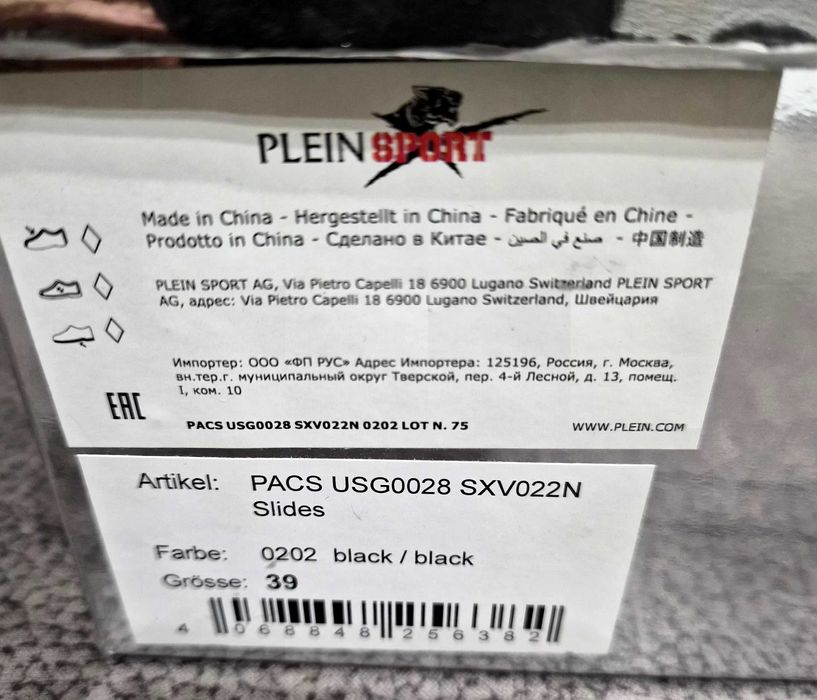 PLEIN SPORT
Made in China - Hergestellt in China - Fabriqué en Chine -
Prodotto in China - Сделано в Китае - صنع في الصين - 中国制造
PLEIN SPORT AG, Via Pietro Capelli 18 6900 Lugano Switzerland PLEIN SPORT
AG, адрес: Via Pietro Capelli 18 6900 Lugano Switzerland, Швейцария
Импортер: ООО «ФП РУС» Адрес Импортера: 125196, Россия, г. Москва,
вн.тер.г. муниципальный округ Тверской, пер. 4-й Лесной, д. 13, помещ.
I, ком. 10
EAC
PACS USG0028 SXV022N 0202 LOT N. 75
WWW.PLEIN.COM
Artikel: PACS USG0028 SXV022N
Slides
Farbe: 0202 black / black
Grösse: 39
4 068848 256382